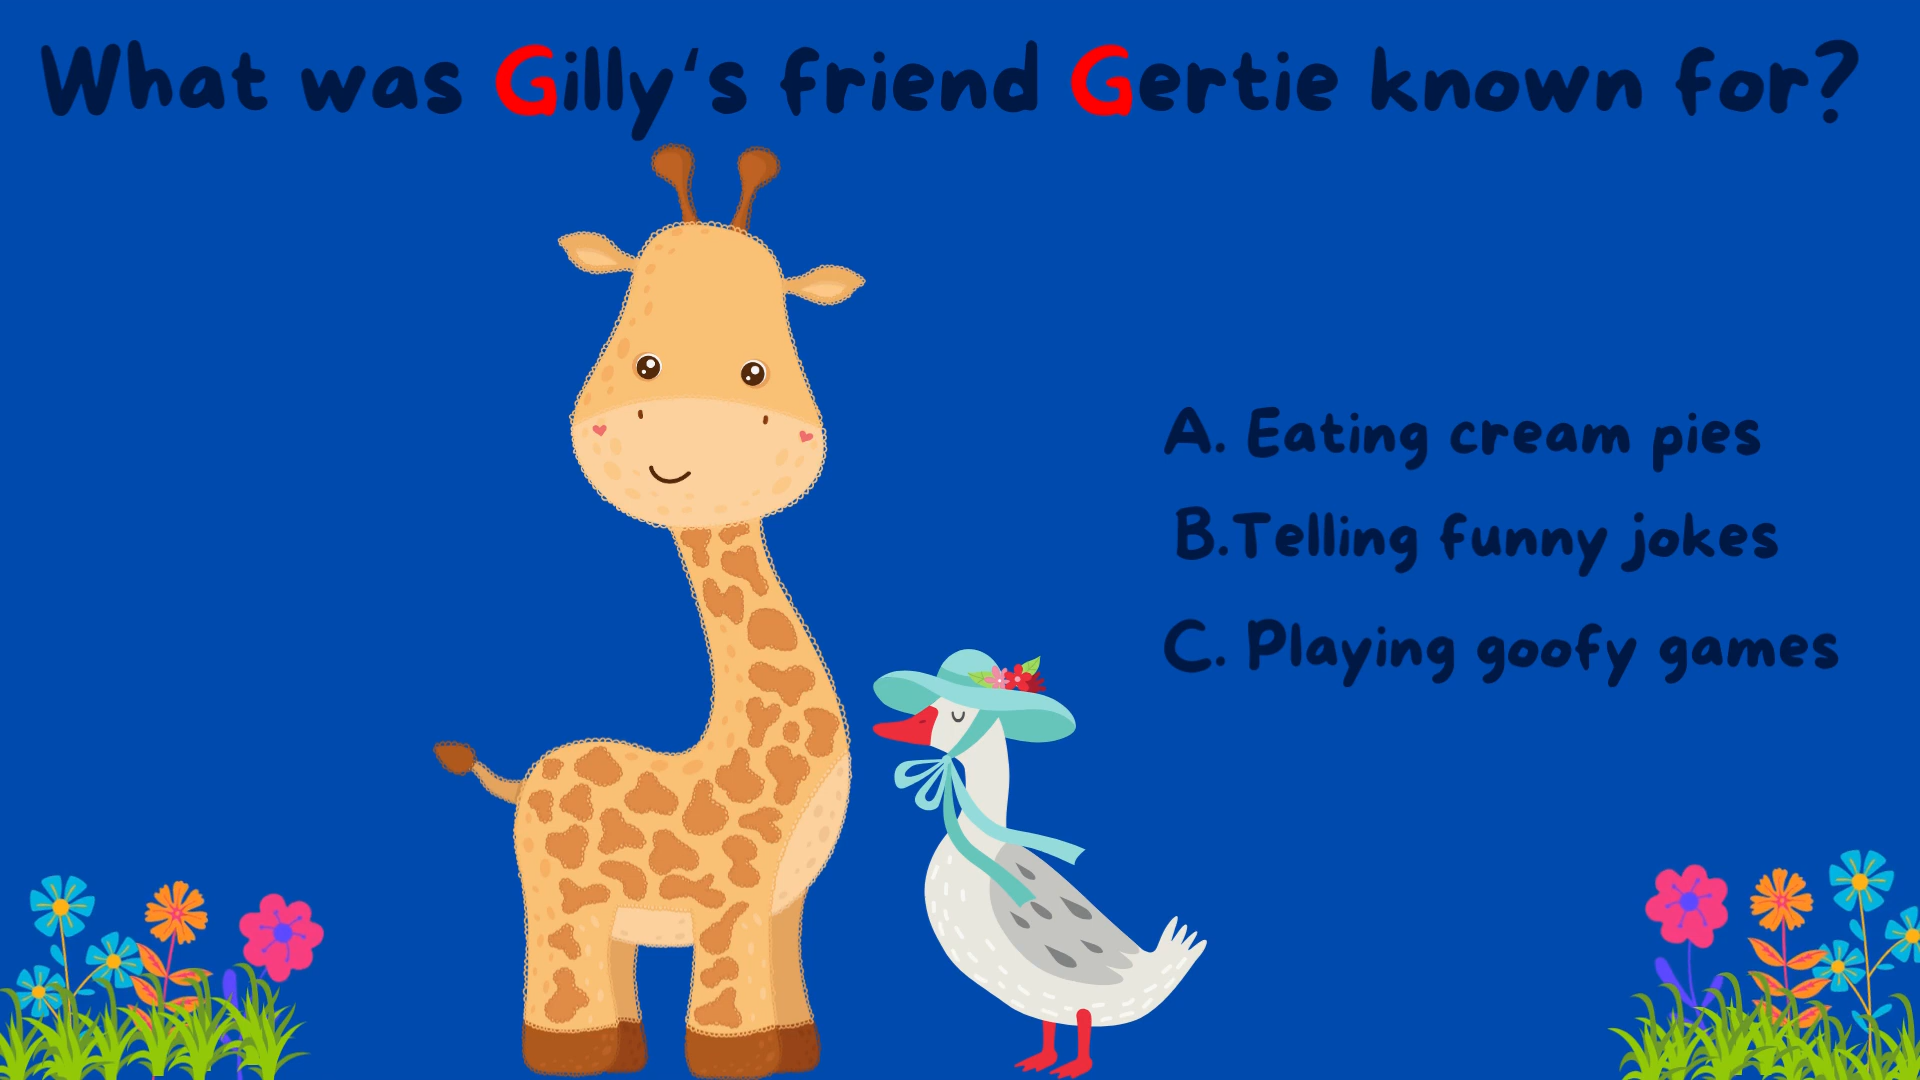 What was Gilly‘s friend Gertie known for?
A. Eating cream pies
B.Telling funny jokes
C. Playing goofy games